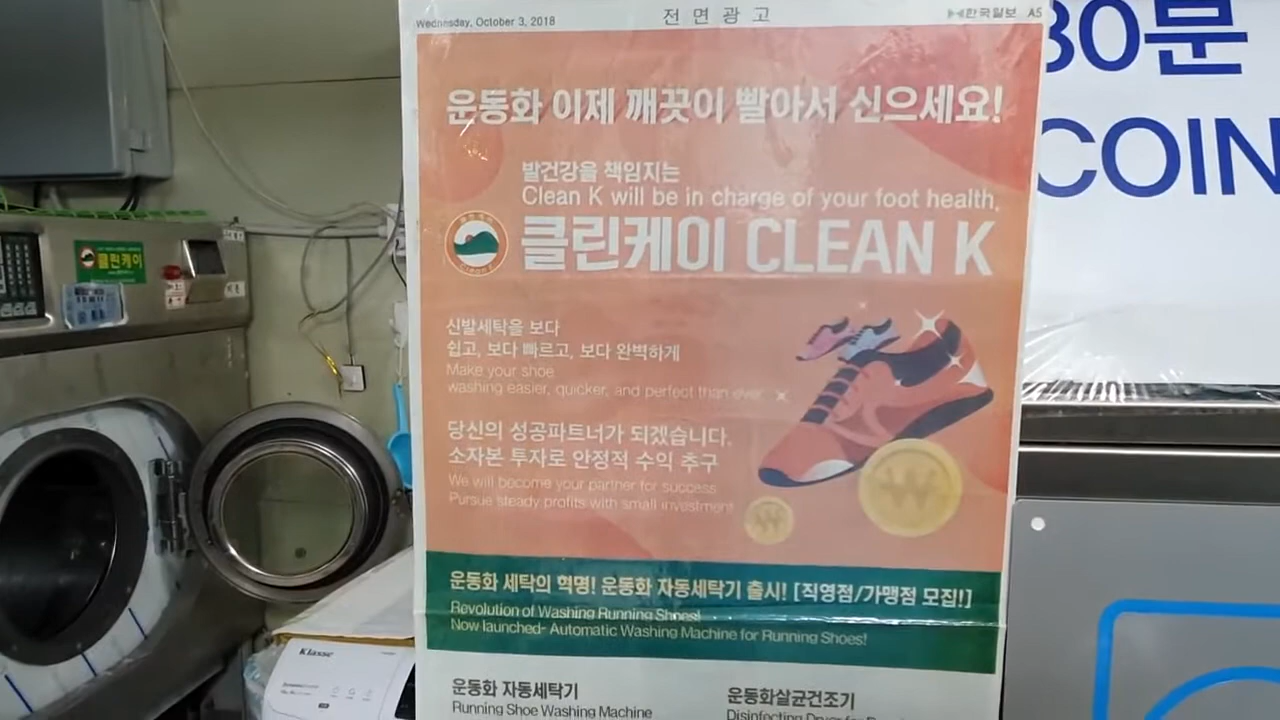 Wednesday, October 3, 2018
전면광고
한국일보 A5
운동화 이제 깨끗이 빨아서 신으세요!
발건강을 책임지는
Clean K will be in charge of your foot health,
클린케이 CLEAN K
신발세탁을 보다
쉽고, 보다 빠르고, 보다 완벽하게
Make your shoe
washing easier, quicker, and perfect than ever
당신의 성공파트너가 되겠습니다.
소자본 투자로 안정적 수익 추구
We will become your partner for success
Pursue steady profits with small investment
운동화 세탁의 혁명! 운동화 자동세탁기 출시! [직영점/가맹점 모집!]
Revolution of Washing Running Shoes!
Now launched- Automatic Washing Machine for Running Shoes!
운동화 자동세탁기
Running Shoe Washing Machine
운동화살균건조기
Disinfecting Dryer for
클린케이
Klasse
30문
COIN